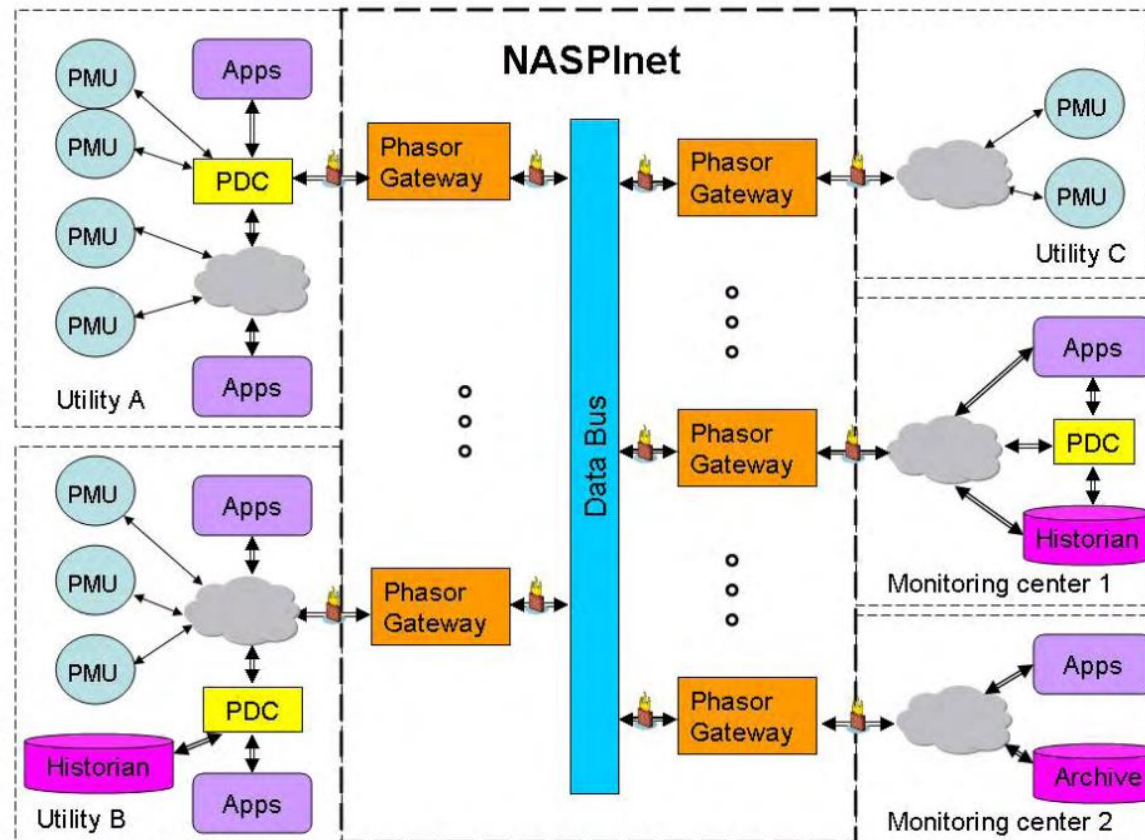 NASPInet
PMU
PMU
PMU
PMU
Apps
PDC
Apps
Utility A
Phasor
Gateway
PMU
PMU
PMU
Apps
PDC
Historian
Apps
Utility B
Phasor
Gateway
Data Bus
Phasor
Gateway
PMU
PMU
Utility C
Phasor
Gateway
Apps
PDC
Historian
Monitoring center 1
Phasor
Gateway
Apps
Archive
Monitoring center 2